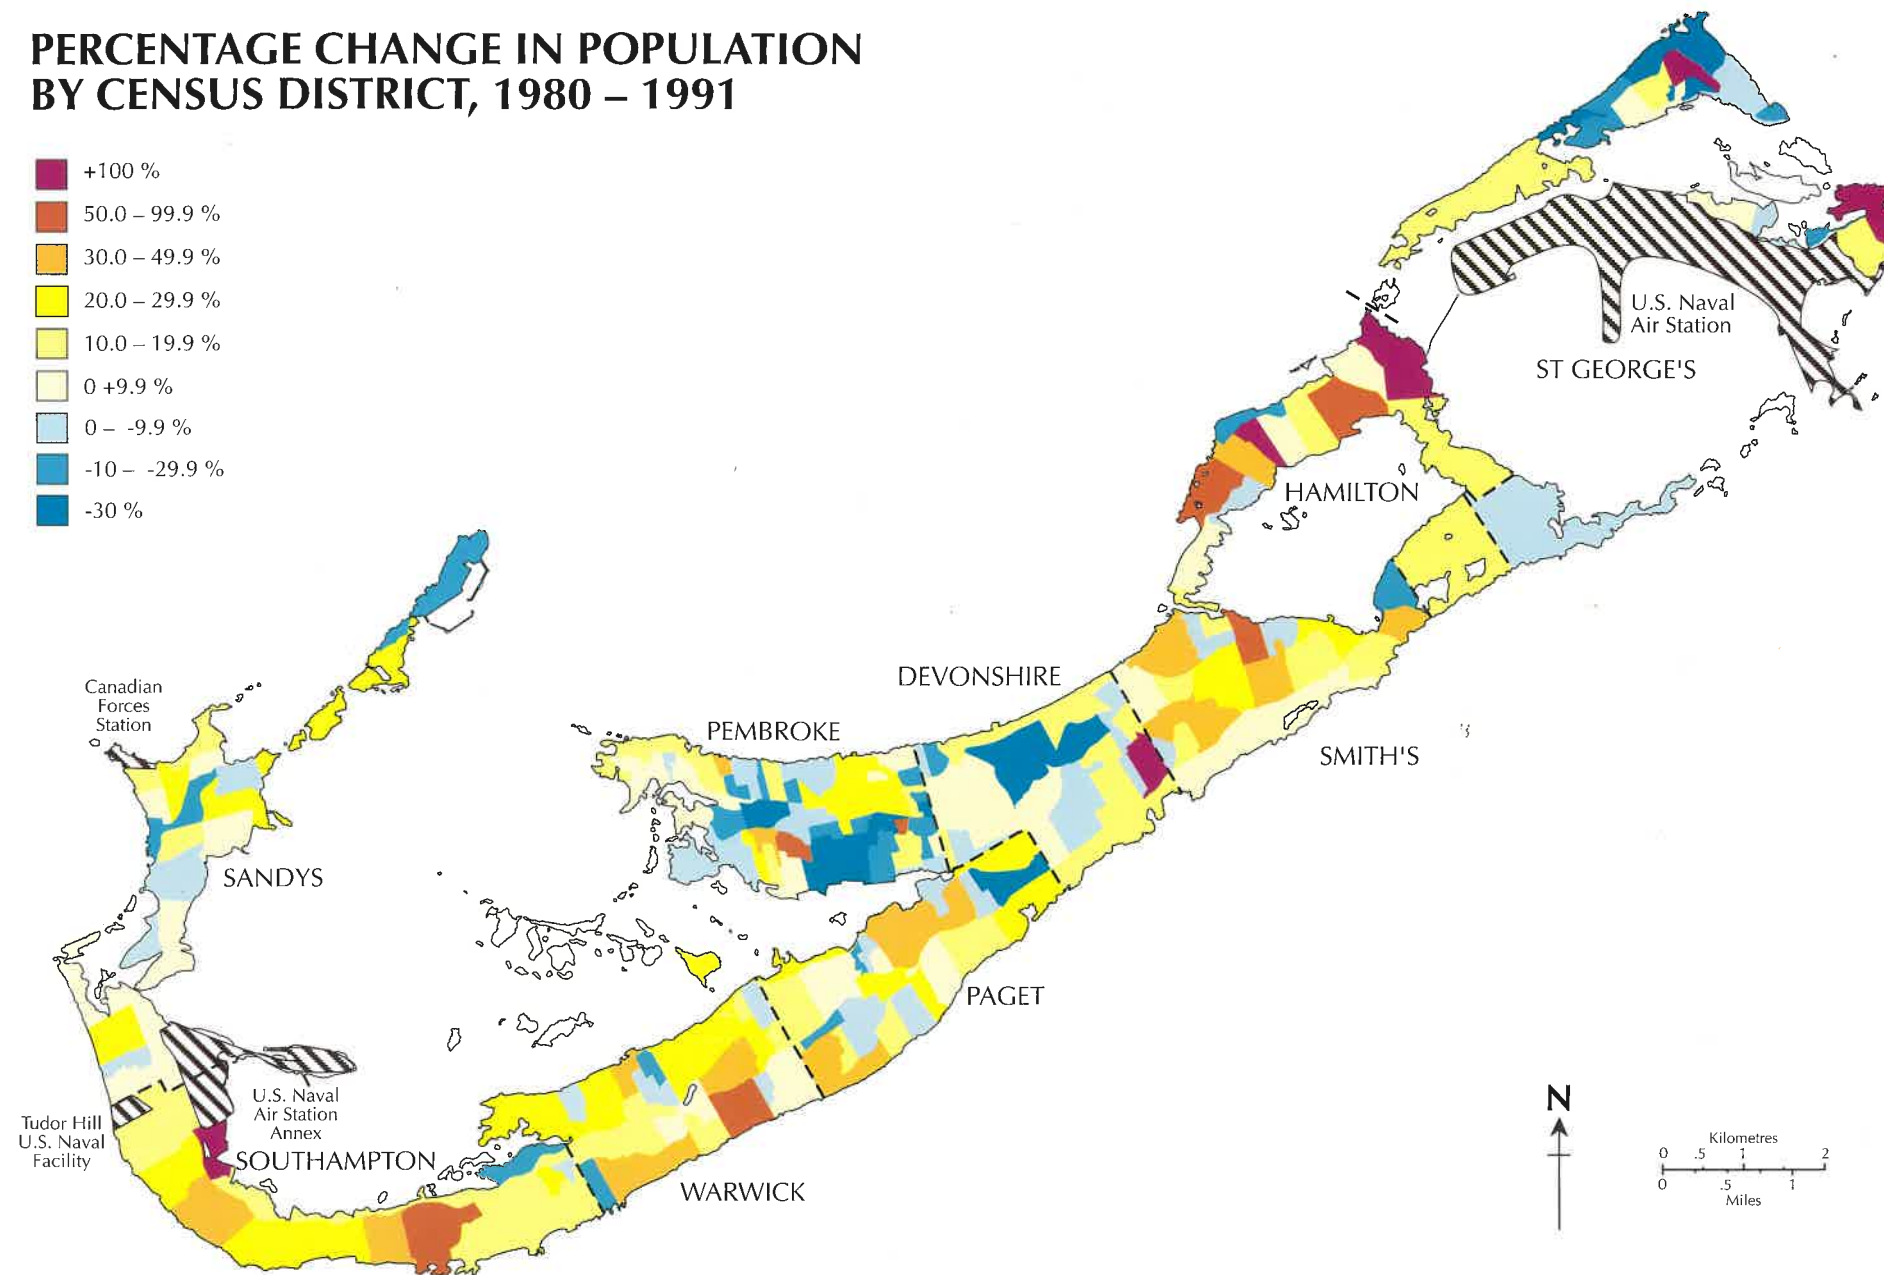 PERCENTAGE CHANGE IN POPULATION
BY CENSUS DISTRICT, 1980 – 1991
+100 %
50.0 – 99.9 %
30.0 – 49.9 %
20.0 – 29.9 %
10.0 – 19.9 %
0 +9.9 %
0 – -9.9 %
-10 – -29.9 %
-30 %
U.S. Naval
Air Station
ST GEORGE'S
HAMILTON
DEVONSHIRE
PEMBROKE
SMITH'S
Canadian
Forces
Station
SANDYS
PAGET
U.S. Naval
Air Station
Annex
Tudor Hill
U.S. Naval
Facility
SOUTHAMPTON
WARWICK
N
Kilometres
0 .5 1 2
0 .5 1
Miles